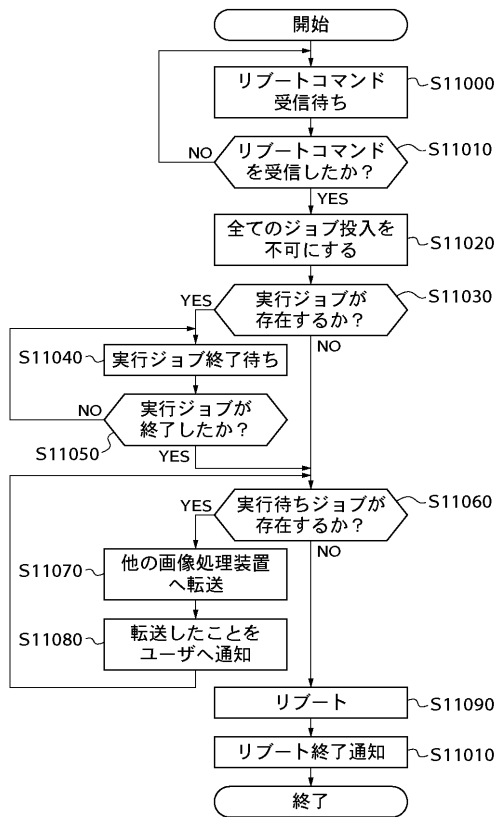 開始
リブートコマンド
受信待ち
S11000
リブートコマンド
を受信したか？
S11010
NO
YES
全てのジョブ投入を
不可にする
S11020
実行ジョブが
存在するか？
S11030
YES
NO
S11040
実行ジョブ終了待ち
実行ジョブが
終了したか？
NO
S11050
YES
実行待ちジョブが
存在するか？
S11060
YES
NO
S11070
他の画像処理装置
へ転送
S11080
転送したことを
ユーザへ通知
リブート
S11090
リブート終了通知
S11010
終了